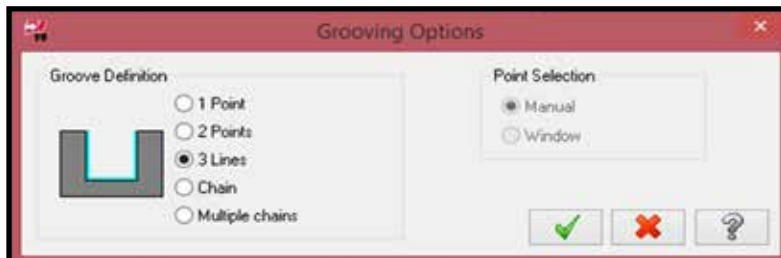 Grooving Options
Groove Definition
1 Point
2 Points
3 Lines
Chain
Multiple chains
Point Selection
Manual
Window